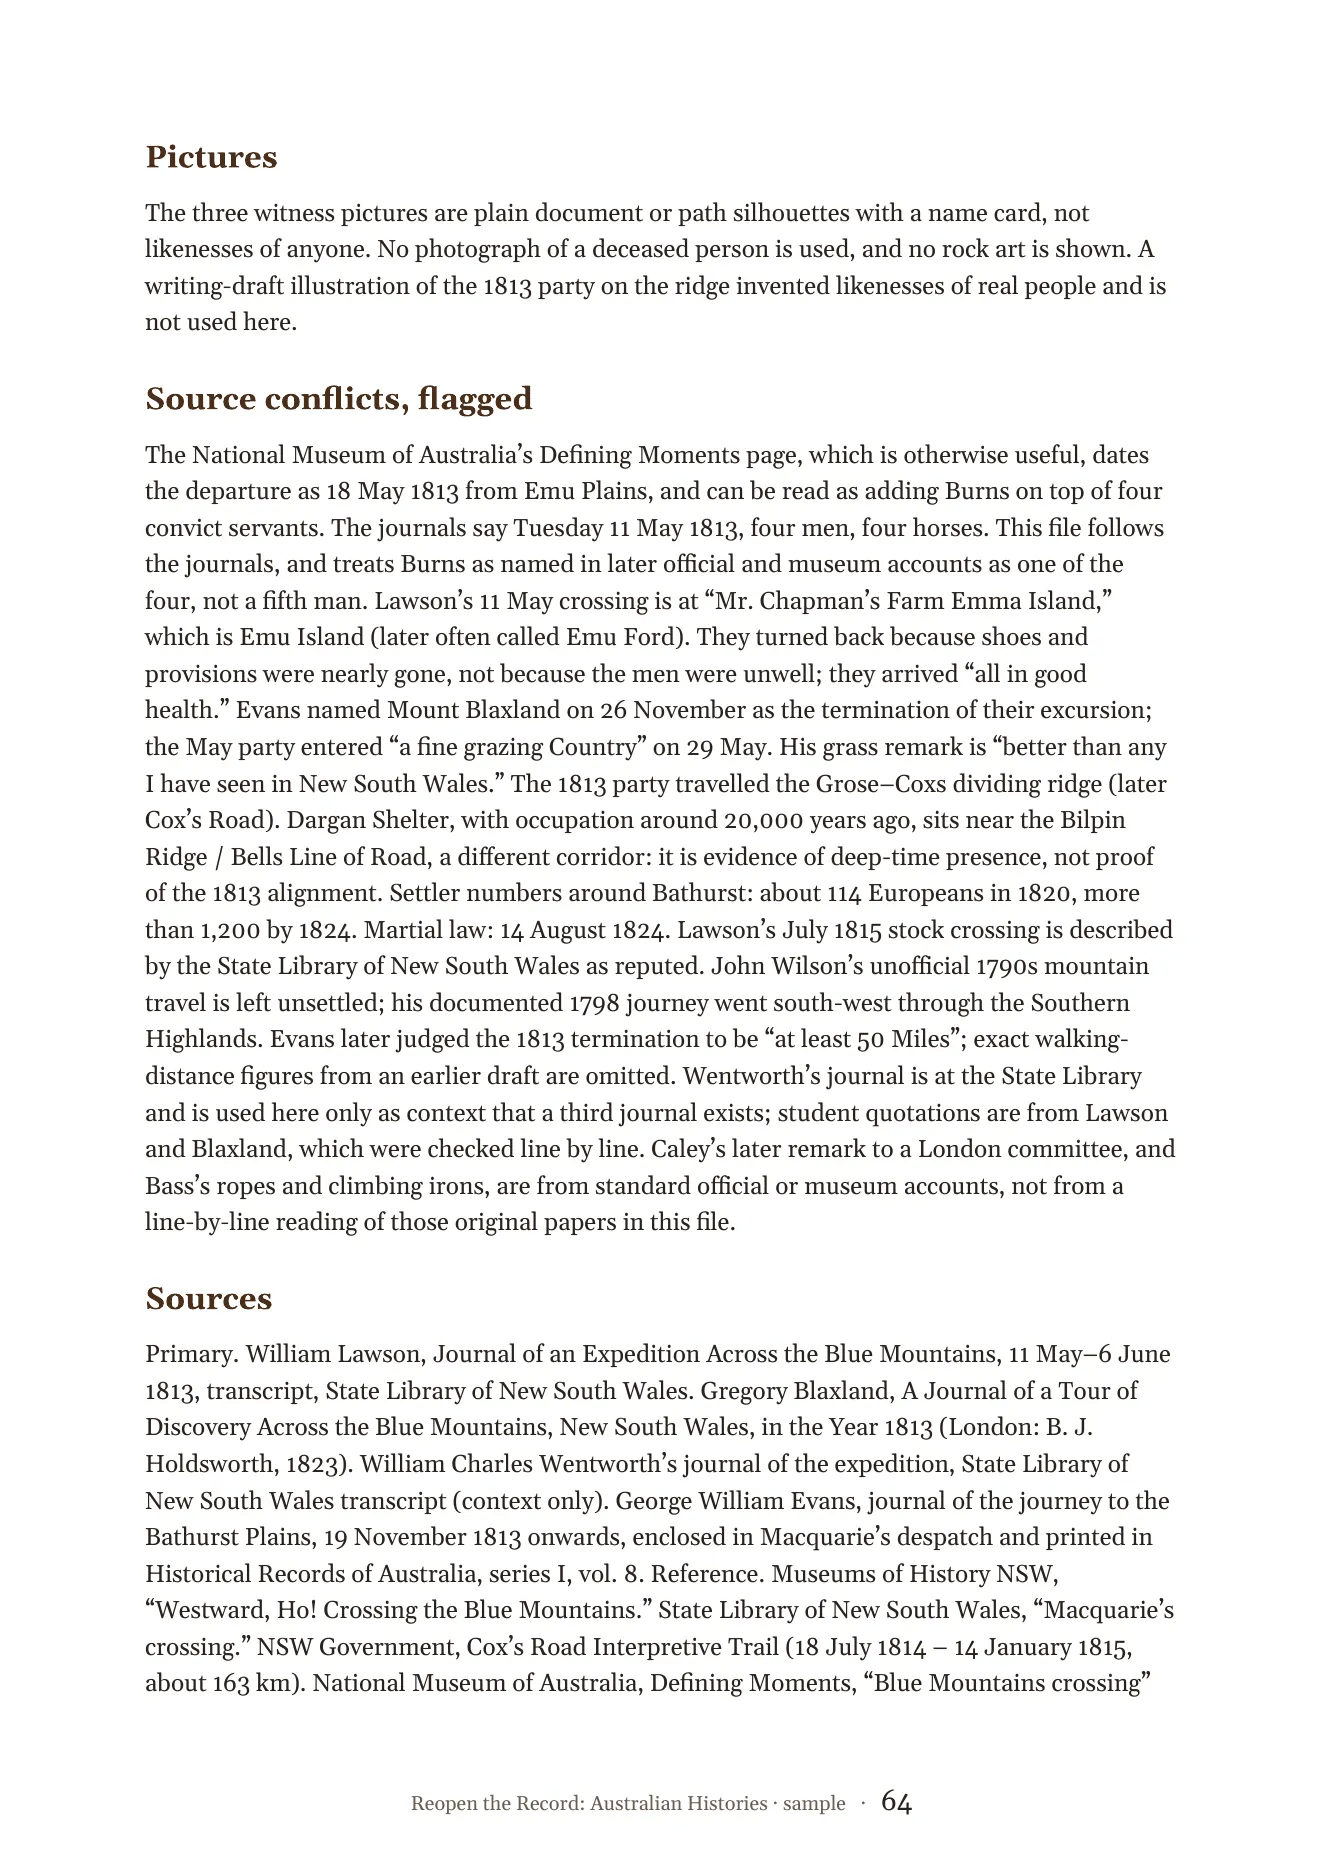 Pictures
The three witness pictures are plain document or path silhouettes with a name card, not
likenesses of anyone. No photograph of a deceased person is used, and no rock art is shown. A
writing-draft illustration of the 1813 party on the ridge invented likenesses of real people and is
not used here.
Source conflicts, flagged
The National Museum of Australia’s Defining Moments page, which is otherwise useful, dates
the departure as 18 May 1813 from Emu Plains, and can be read as adding Burns on top of four
convict servants. The journals say Tuesday 11 May 1813, four men, four horses. This file follows
the journals, and treats Burns as named in later official and museum accounts as one of the
four, not a fifth man. Lawson’s 11 May crossing is at “Mr. Chapman’s Farm Emma Island,”
which is Emu Island (later often called Emu Ford). They turned back because shoes and
provisions were nearly gone, not because the men were unwell; they arrived “all in good
health.” Evans named Mount Blaxland on 26 November as the termination of their excursion;
the May party entered “a fine grazing Country” on 29 May. His grass remark is “better than any
I have seen in New South Wales.” The 1813 party travelled the Grose–Coxs dividing ridge (later
Cox’s Road). Dargan Shelter, with occupation around 20,000 years ago, sits near the Bilpin
Ridge / Bells Line of Road, a different corridor: it is evidence of deep-time presence, not proof
of the 1813 alignment. Settler numbers around Bathurst: about 114 Europeans in 1820, more
than 1,200 by 1824. Martial law: 14 August 1824. Lawson’s July 1815 stock crossing is described
by the State Library of New South Wales as reputed. John Wilson’s unofficial 1790s mountain
travel is left unsettled; his documented 1798 journey went south-west through the Southern
Highlands. Evans later judged the 1813 termination to be “at least 50 Miles”; exact walking-
distance figures from an earlier draft are omitted. Wentworth’s journal is at the State Library
and is used here only as context that a third journal exists; student quotations are from Lawson
and Blaxland, which were checked line by line. Caley’s later remark to a London committee, and
Bass’s ropes and climbing irons, are from standard official or museum accounts, not from a
line-by-line reading of those original papers in this file.
Sources
Primary. William Lawson, Journal of an Expedition Across the Blue Mountains, 11 May–6 June
1813, transcript, State Library of New South Wales. Gregory Blaxland, A Journal of a Tour of
Discovery Across the Blue Mountains, New South Wales, in the Year 1813 (London: B. J.
Holdsworth, 1823). William Charles Wentworth’s journal of the expedition, State Library of
New South Wales transcript (context only). George William Evans, journal of the journey to the
Bathurst Plains, 19 November 1813 onwards, enclosed in Macquarie’s despatch and printed in
Historical Records of Australia, series I, vol. 8. Reference. Museums of History NSW,
“Westward, Ho! Crossing the Blue Mountains.” State Library of New South Wales, “Macquarie’s
crossing.” NSW Government, Cox’s Road Interpretive Trail (18 July 1814 – 14 January 1815,
about 163 km). National Museum of Australia, Defining Moments, “Blue Mountains crossing”
Reopen the Record: Australian Histories · sample · 64